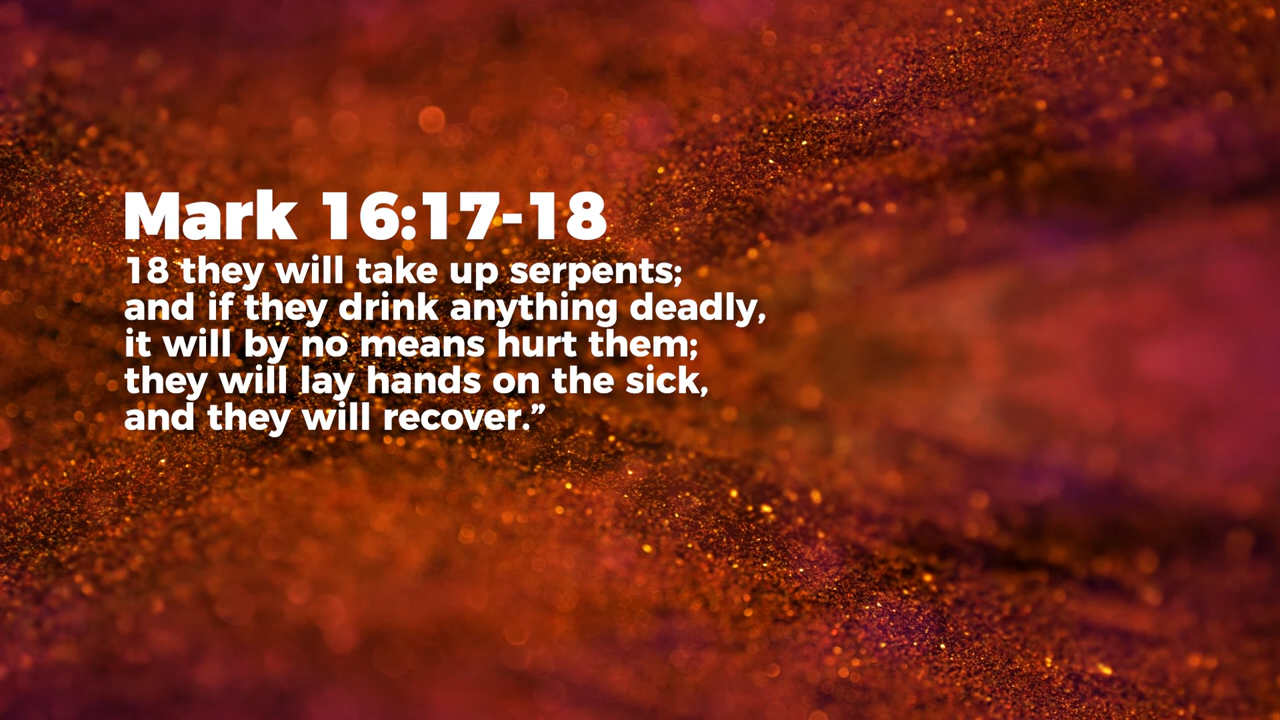 Mark 16:17-18
18 they will take up serpents;
and if they drink anything deadly,
it will by no means hurt them;
they will lay hands on the sick,
and they will recover.”